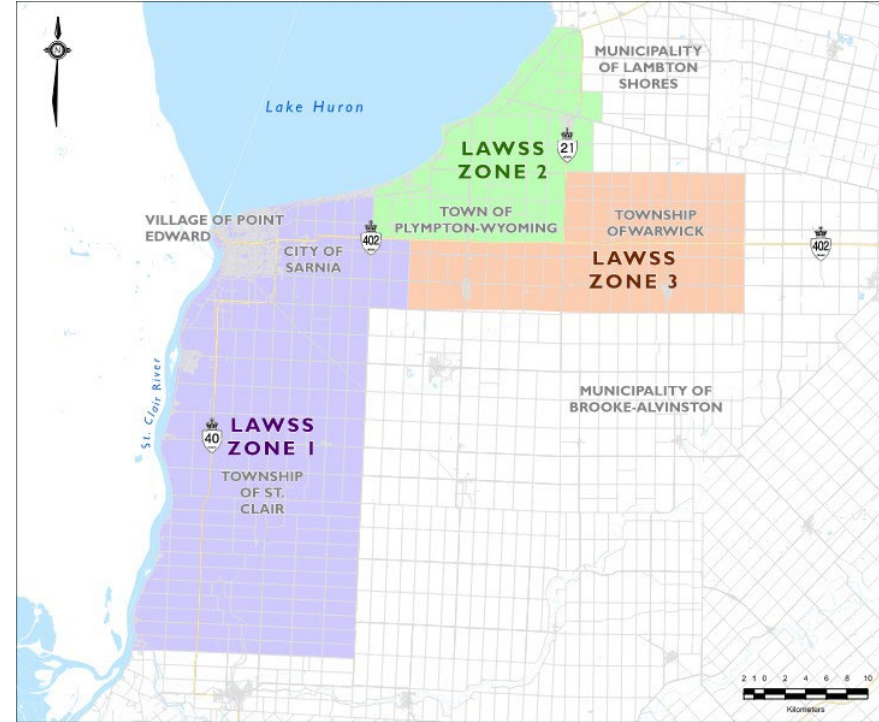 MUNICIPALITY
OF LAMBTON
SHORES
Lake Huron
LAWSS
ZONE 2
21
VILLAGE OF POINT
EDWARD
TOWN OF
PLYMPTON-WYOMING
TOWNSHIP
OF WARWICK
402
CITY OF
SARNIA
402
LAWSS
ZONE 3
St. Clair River
MUNICIPALITY OF
BROOKE-ALVINSTON
40
LAWSS
ZONE 1
TOWNSHIP
OF ST.
CLAIR
N
2 1 0 2 4 6 8 10
Kilometers